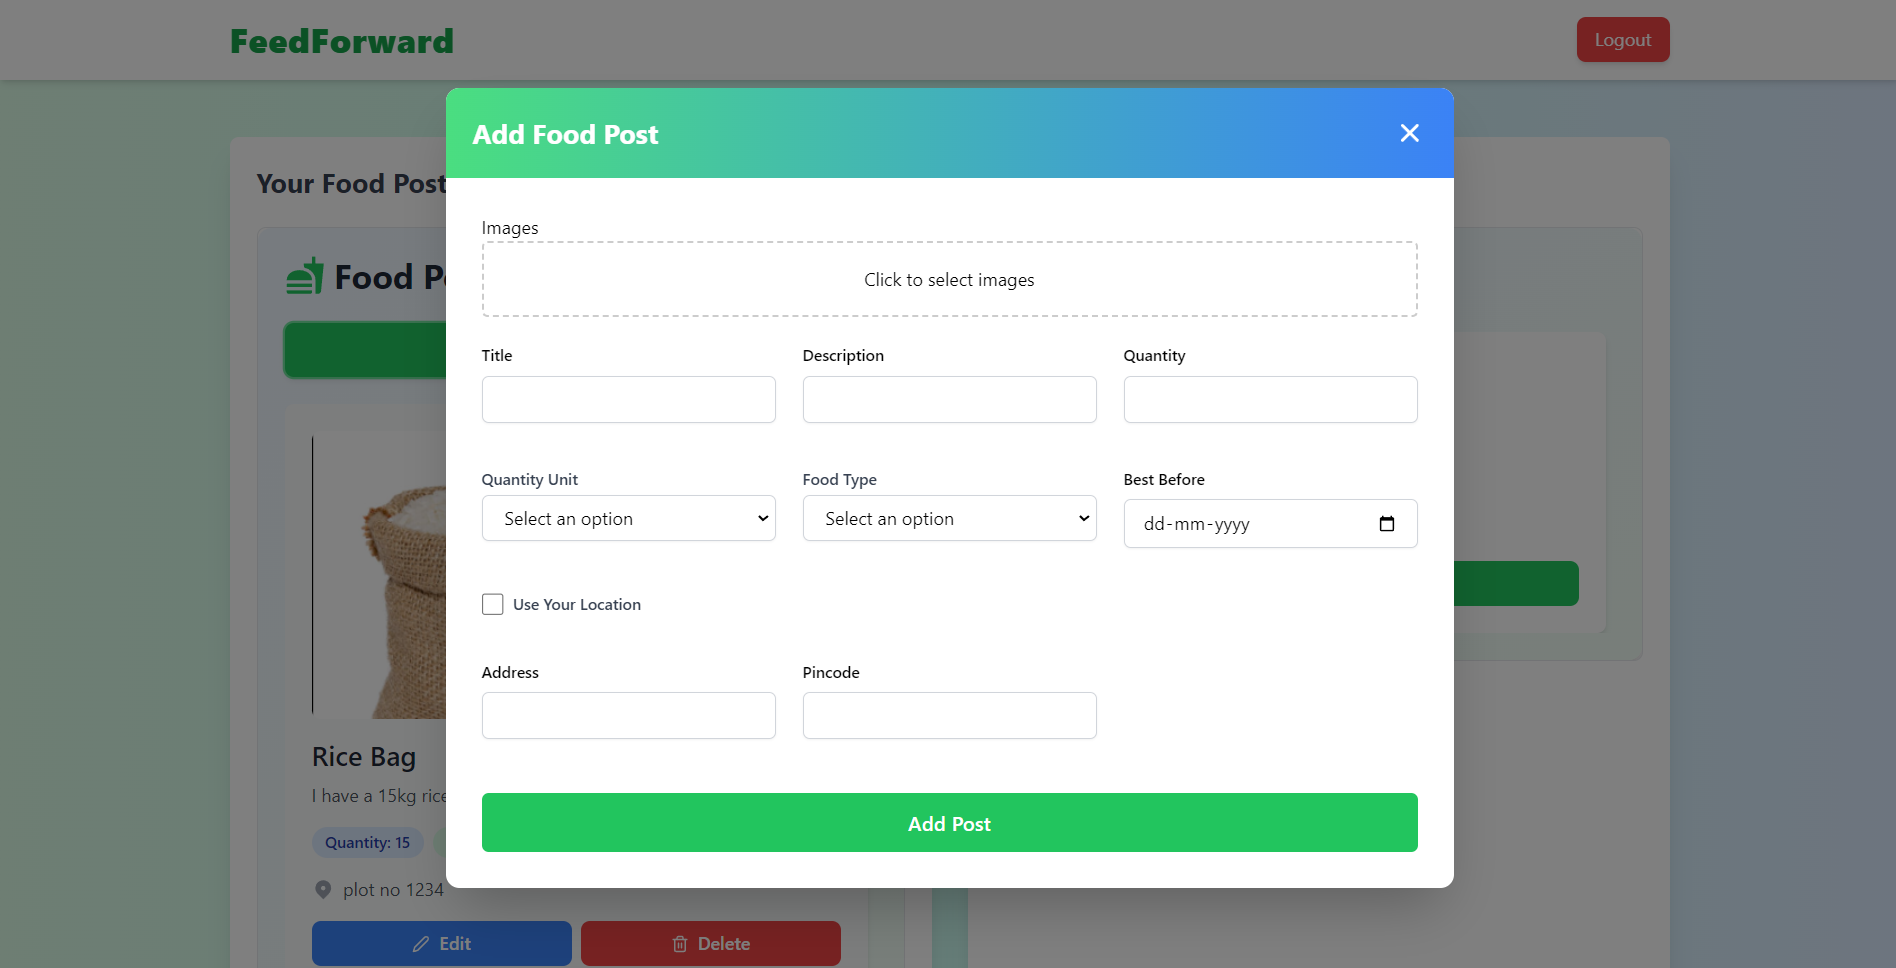 FeedForward
Logout
Add Food Post
Your Food Post
Images
Click to select images
Food P
Title
Description
Quantity
Quantity Unit
Food Type
Best Before
Select an option
Select an option
dd-mm-yyyy
Use Your Location
Address
Pincode
Rice Bag
I have a 15kg rice
Quantity: 15
Add Post
plot no 1234
Edit
Delete